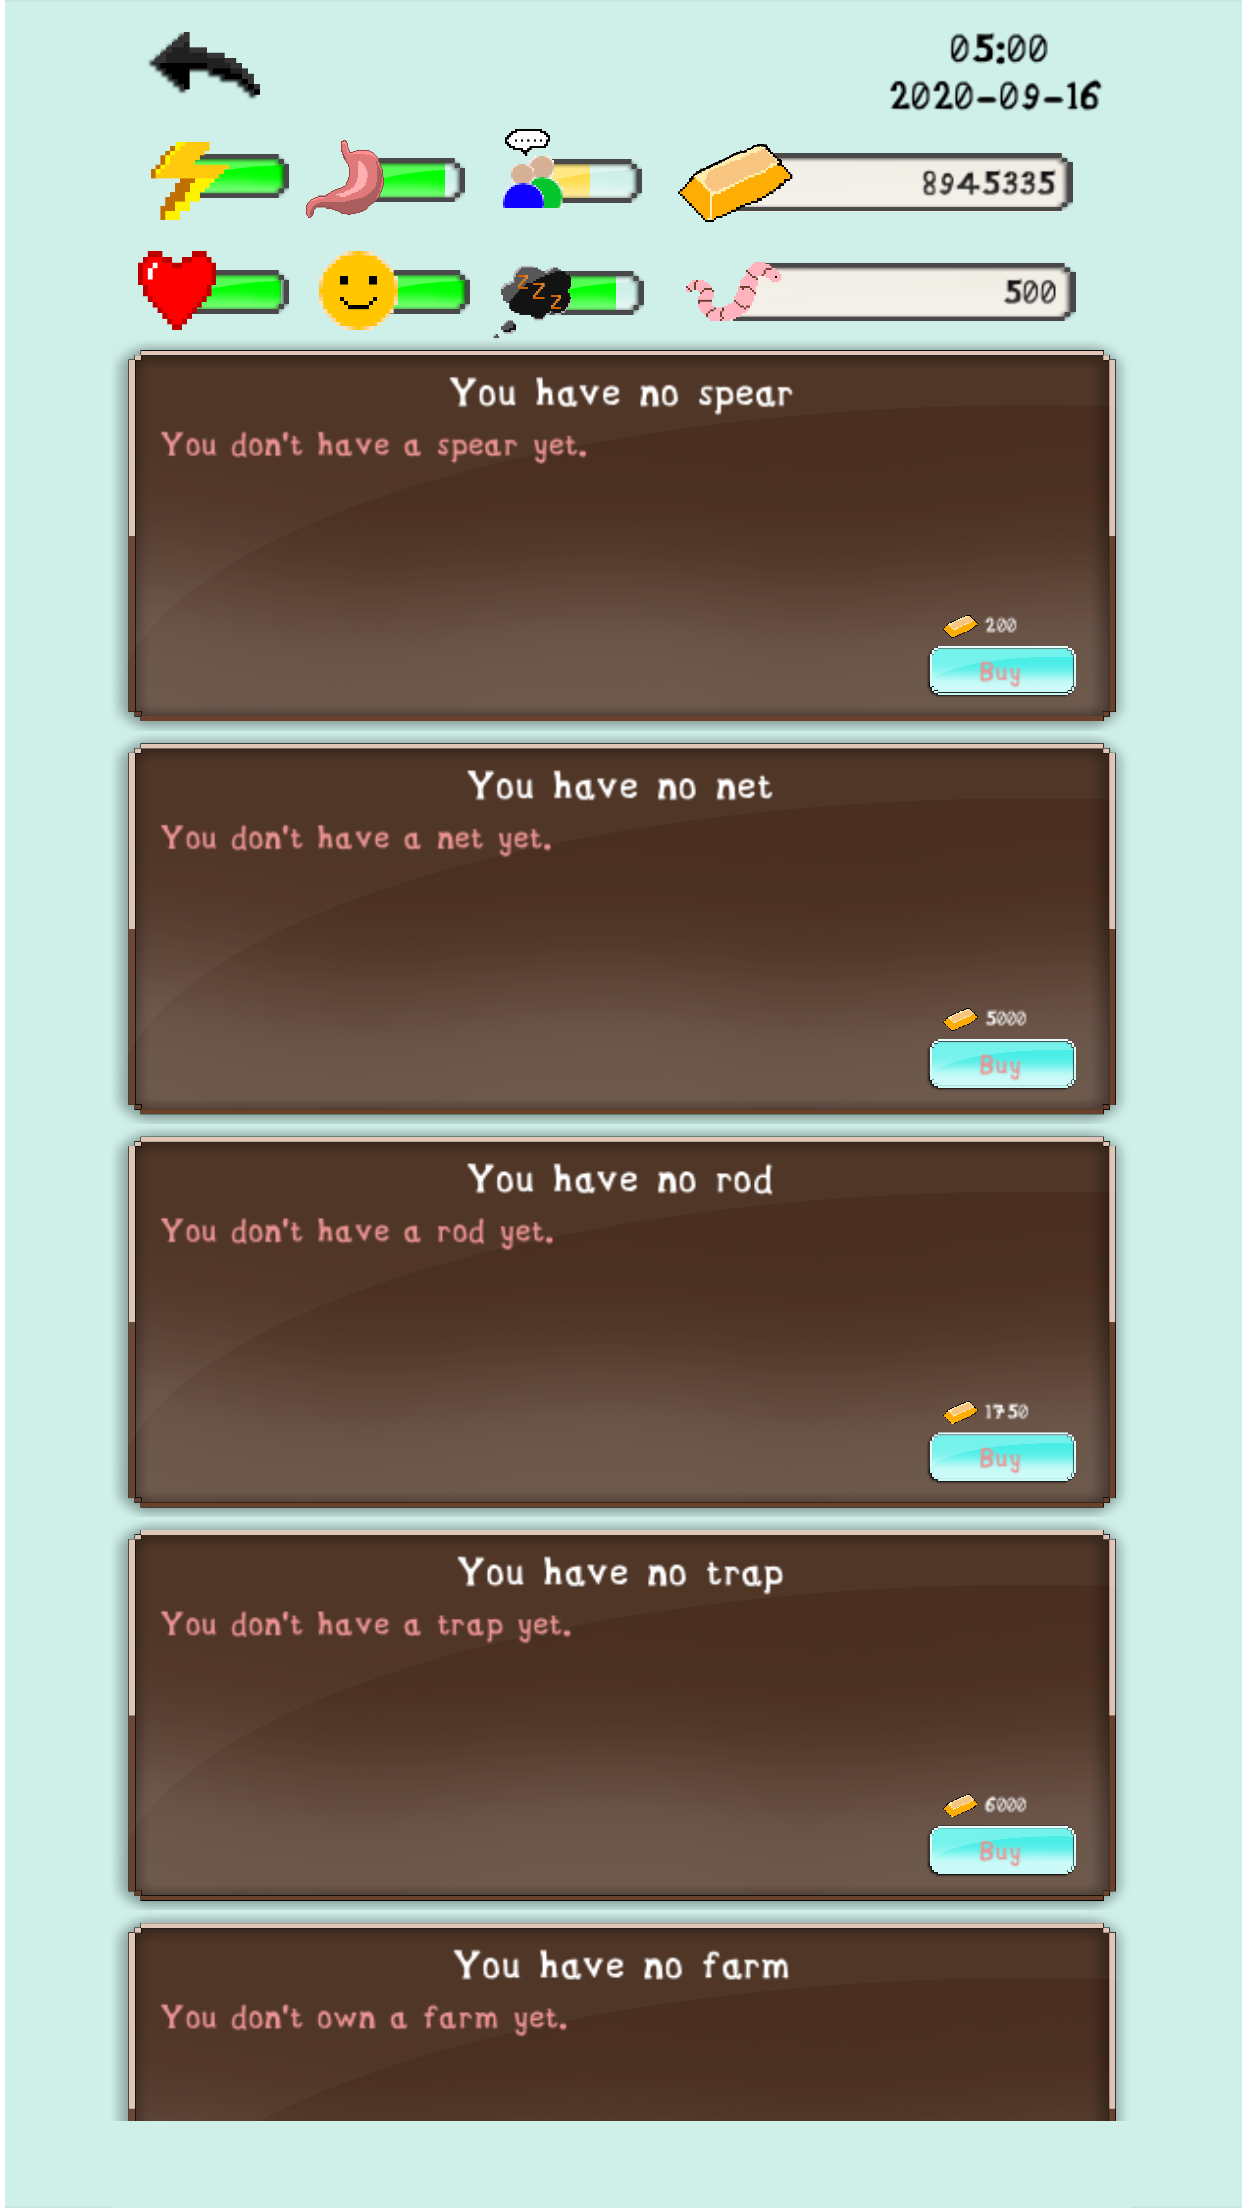 05:00
2020-09-16
8945335
zzz
500
You have no spear
You don't have a spear yet.
200
Buy
You have no net
You don't have a net yet.
5000
Buy
You have no rod
You don't have a rod yet.
1750
Buy
You have no trap
You don't have a trap yet.
6000
Buy
You have no farm
You don't own a farm yet.